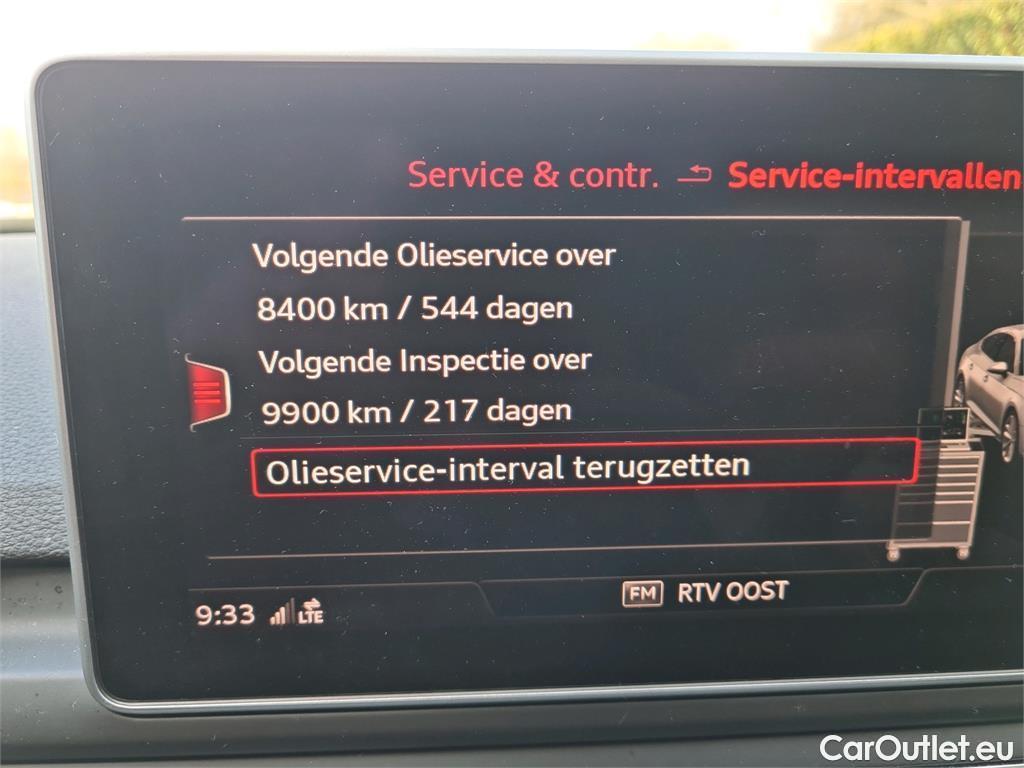 Service & contr. Service-intervallen
Volgende Olieservice over
8400 km / 544 dagen
Volgende Inspectie over
9900 km / 217 dagen
Olieservice-interval terugzetten
9:33 LTE FM RTV OOST
CarOutlet.eu